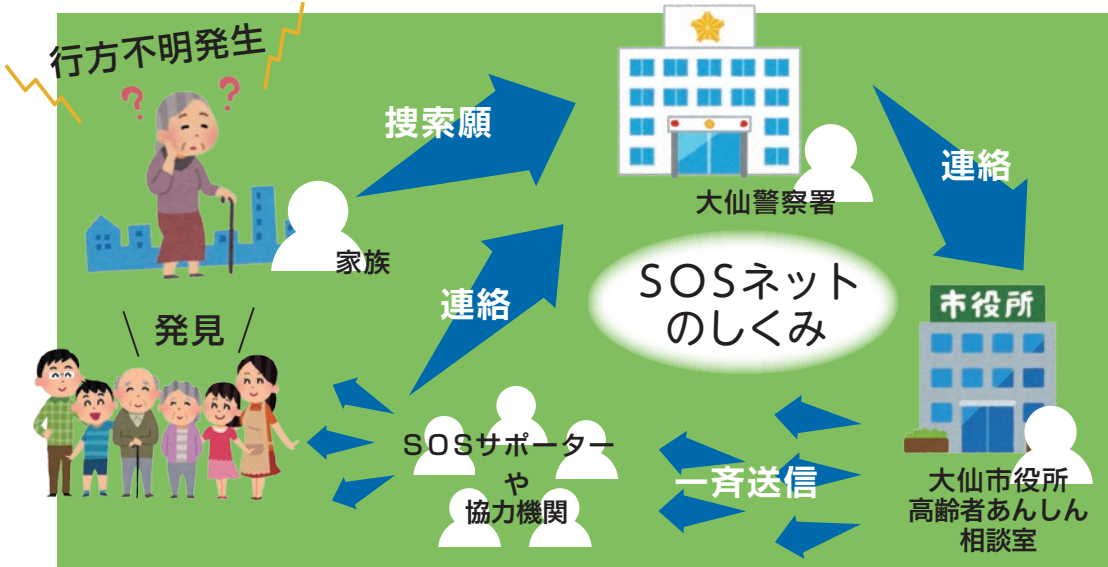 行方不明発生
? ?
捜索願
大仙警察署
連絡
家族
SOSネット
のしくみ
連絡
市役所
発見
SOSサポーター
や
協力機関
一斉送信
大仙市役所
高齢者あんしん
相談室